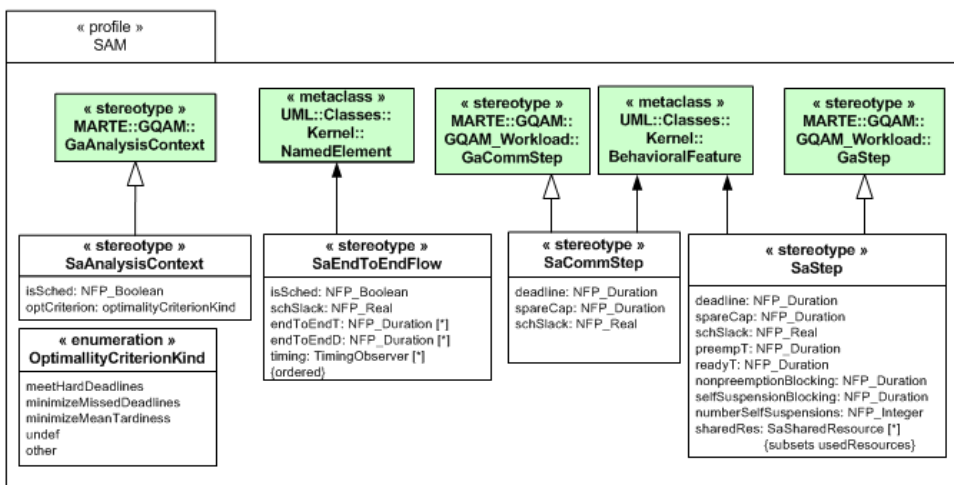 « profile »
SAM
« stereotype »
MARTE::GQAM::
GaAnalysisContext
« metaclass »
UML::Classes::
Kernel::
NamedElement
« stereotype »
MARTE::GQAM::
GQAM_Workload::
GaCommStep
« metaclass »
UML::Classes::
Kernel::
BehavioralFeature
« stereotype »
MARTE::GQAM::
GQAM_Workload::
GaStep
« stereotype »
SaAnalysisContext
isSched: NFP_Boolean
optCriterion: optimalityCriterionKind
« enumeration »
OptimallityCriterionKind
meetHardDeadlines
minimizeMissedDeadlines
minimizeMeanTardiness
undef
other
« stereotype »
SaEndToEndFlow
isSched: NFP_Boolean
schSlack: NFP_Real
endToEndT: NFP_Duration [*]
endToEndD: NFP_Duration [*]
timing: TimingObserver [*]
{ordered}
« stereotype »
SaCommStep
deadline: NFP_Duration
spareCap: NFP_Duration
schSlack: NFP_Real
« stereotype »
SaStep
deadline: NFP_Duration
spareCap: NFP_Duration
schSlack: NFP_Real
preempT: NFP_Duration
readyT: NFP_Duration
nonpreemptionBlocking: NFP_Duration
selfSuspensionBlocking: NFP_Duration
numberSelfSuspensions: NFP_Integer
sharedRes: SaSharedResource [*]
{subsets usedResources}